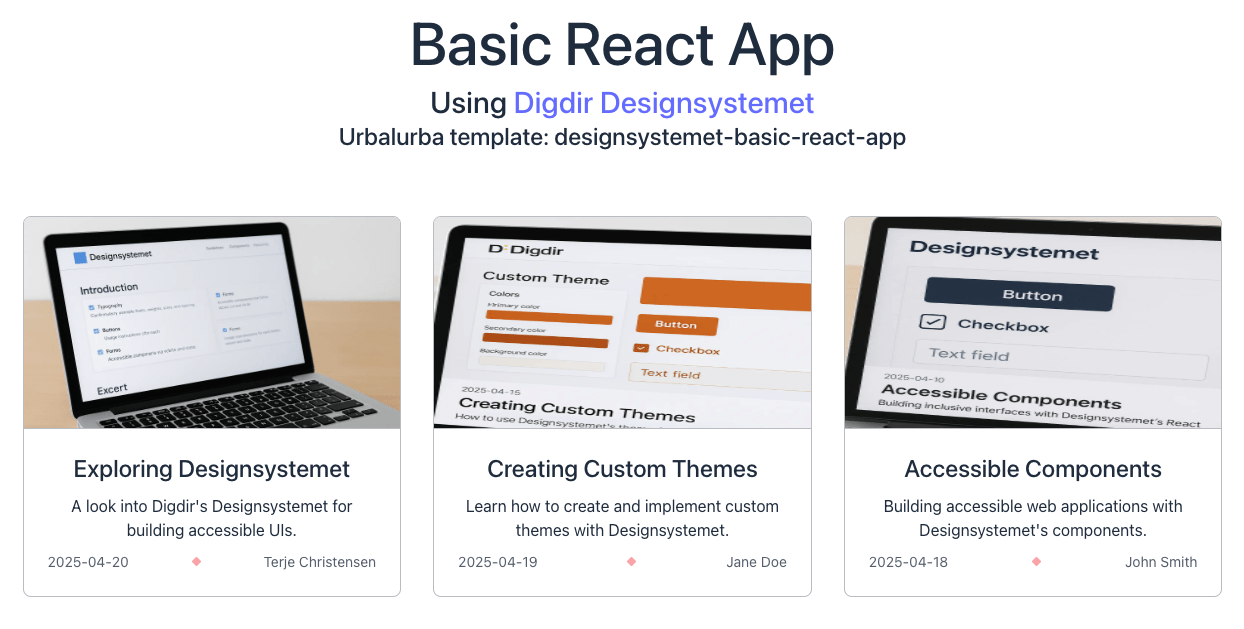 Basic React App
Using Digdir Designsystemet
Urbalurba template: designsystemet-basic-react-app
Designsystemet
Introduction
Typography
Buttons
Forms
Forms
Forms
Excert
Exploring Designsystemet
A look into Digdir's Designsystemet for
building accessible UIs.
2025-04-20
Terje Christensen
Digdir
Custom Theme
Colors
Primary color
Secondary color
Background color
Button
Checkbox
Text field
2025-04-15
Creating Custom Themes
How to use Designsystemet's
Creating Custom Themes
Learn how to create and implement custom
themes with Designsystemet.
2025-04-19
Jane Doe
Designsystemet
Button
Checkbox
Text field
2025-04-10
Accessible Components
Building inclusive interfaces with Designsystemet's React
Accessible Components
Building accessible web applications with
Designsystemet's components.
2025-04-18
John Smith